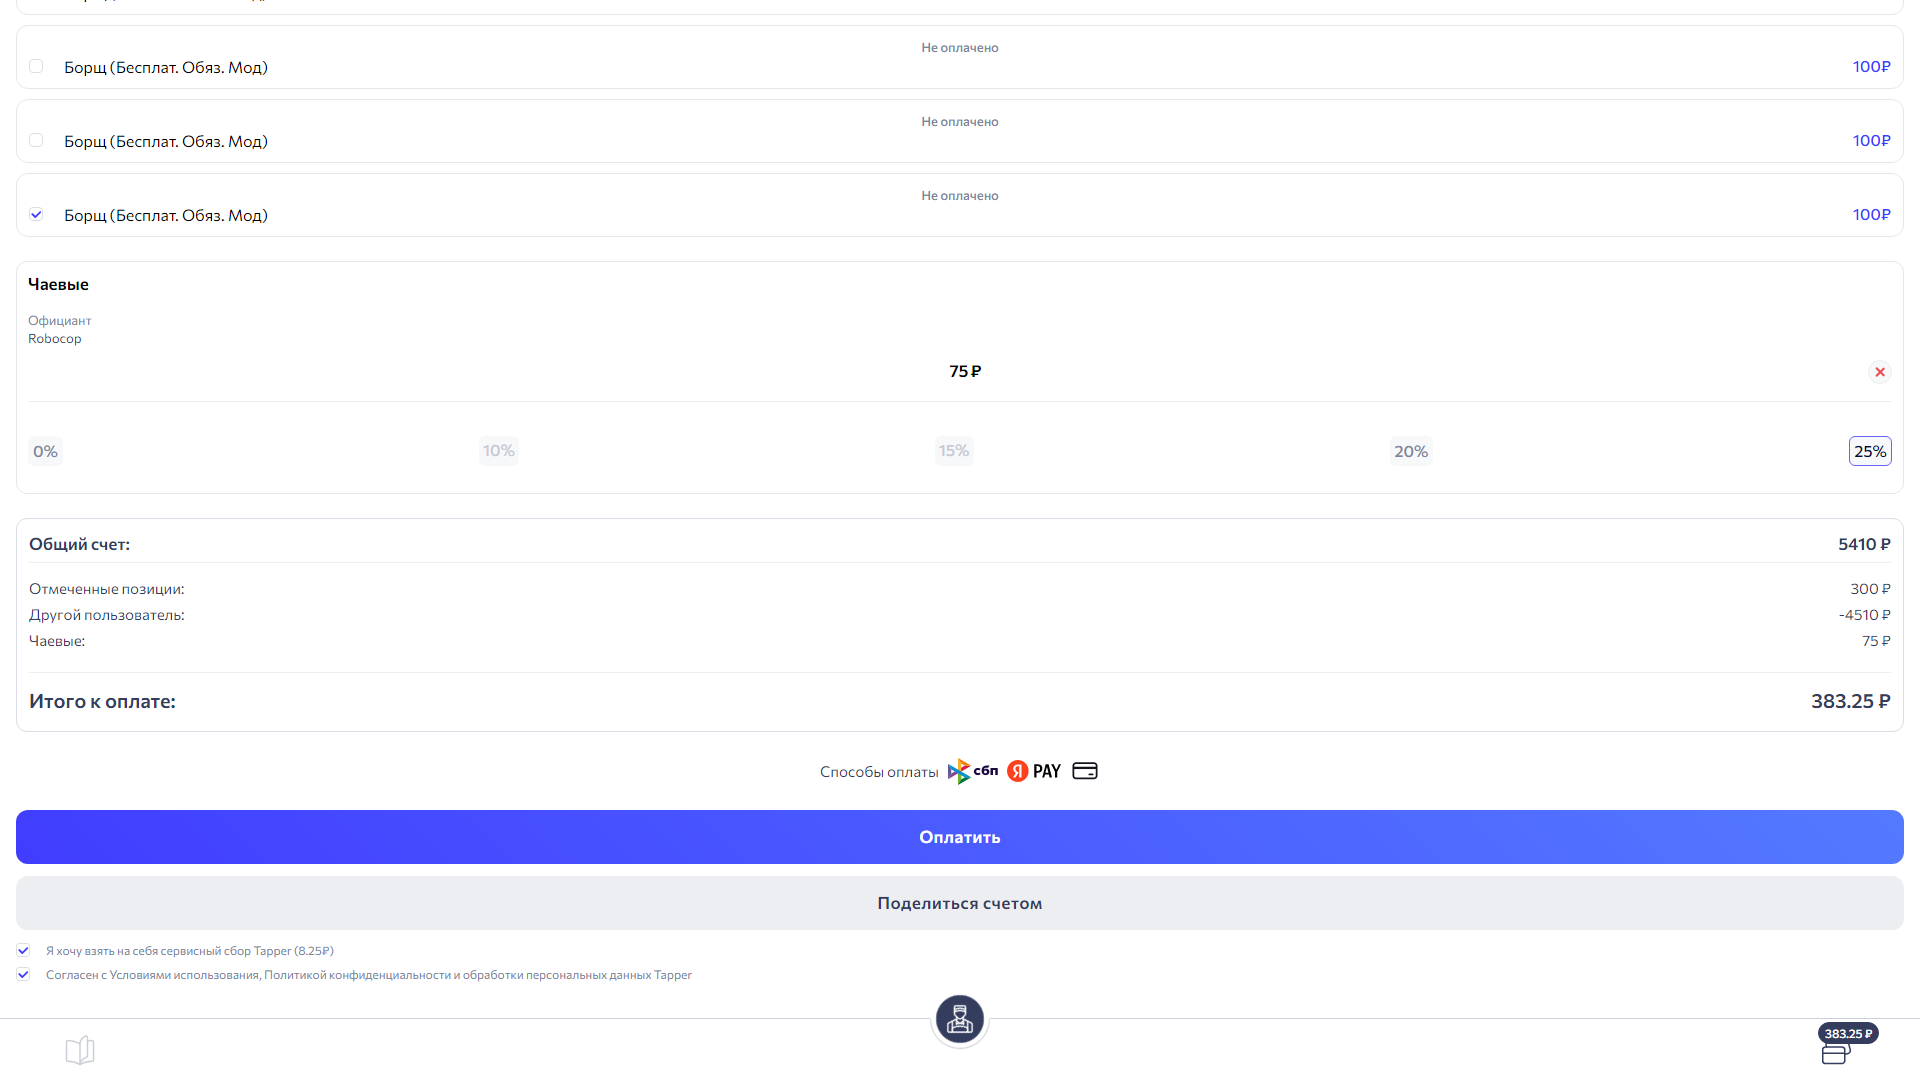 Не оплачено
Борщ (Бесплат. Обяз. Мод)
100₽
Не оплачено
Борщ (Бесплат. Обяз. Мод)
100₽
Не оплачено
Борщ (Бесплат. Обяз. Мод)
100₽
Чаевые
Официант
Robocop
75 ₽
0% 10% 15% 20% 25%
Общий счет: 5410 ₽
Отмеченные позиции: 300 ₽
Другой пользователь: -4510 ₽
Чаевые: 75 ₽
Итого к оплате: 383.25 ₽
Способы оплаты сбп Я PAY
Оплатить
Поделиться счетом
Я хочу взять на себя сервисный сбор Tapper (8.25₽)
Согласен с Условиями использования, Политикой конфиденциальности и обработки персональных данных Tapper
383.25 ₽